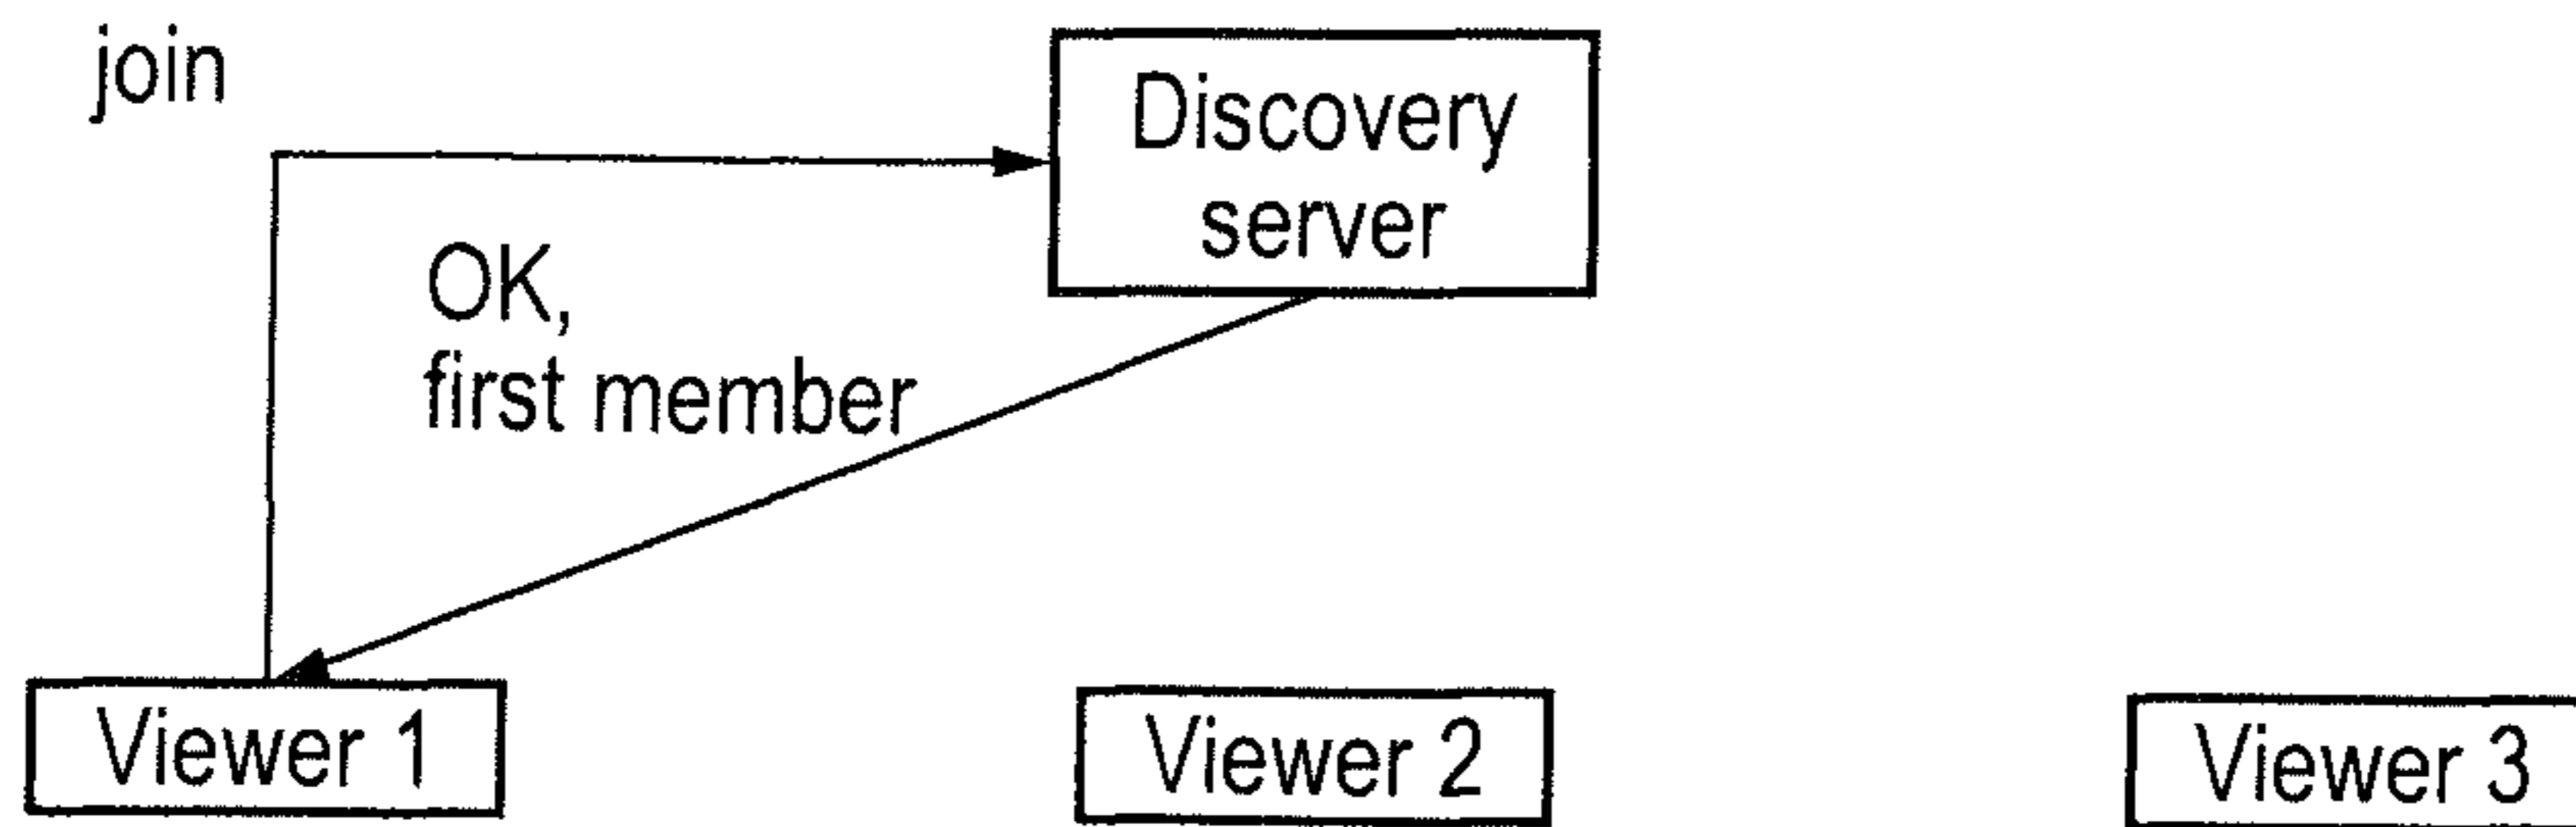 join
Discovery
server
OK,
first member
Viewer 1
Viewer 2
Viewer 3